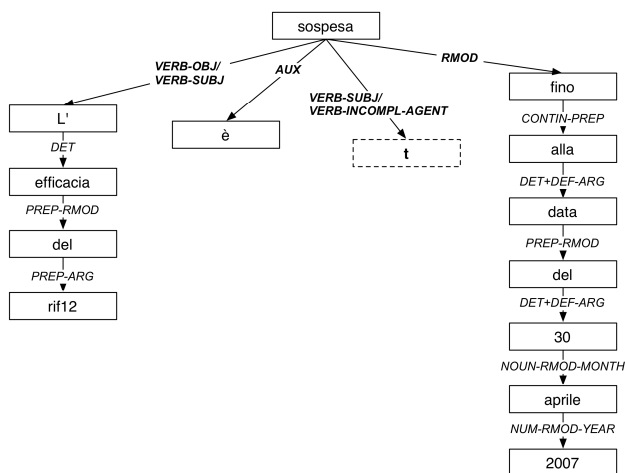 sospesa
VERB-OBJ/
VERB-SUBJ
AUX
VERB-SUBJ/
VERB-INCOMPL-AGENT
RMOD
L'
DET
efficacia
PREP-RMOD
del
PREP-ARG
rif12
è
t
fino
CONTIN-PREP
alla
DET+DEF-ARG
data
PREP-RMOD
del
DET+DEF-ARG
30
NOUN-RMOD-MONTH
aprile
NUM-RMOD-YEAR
2007